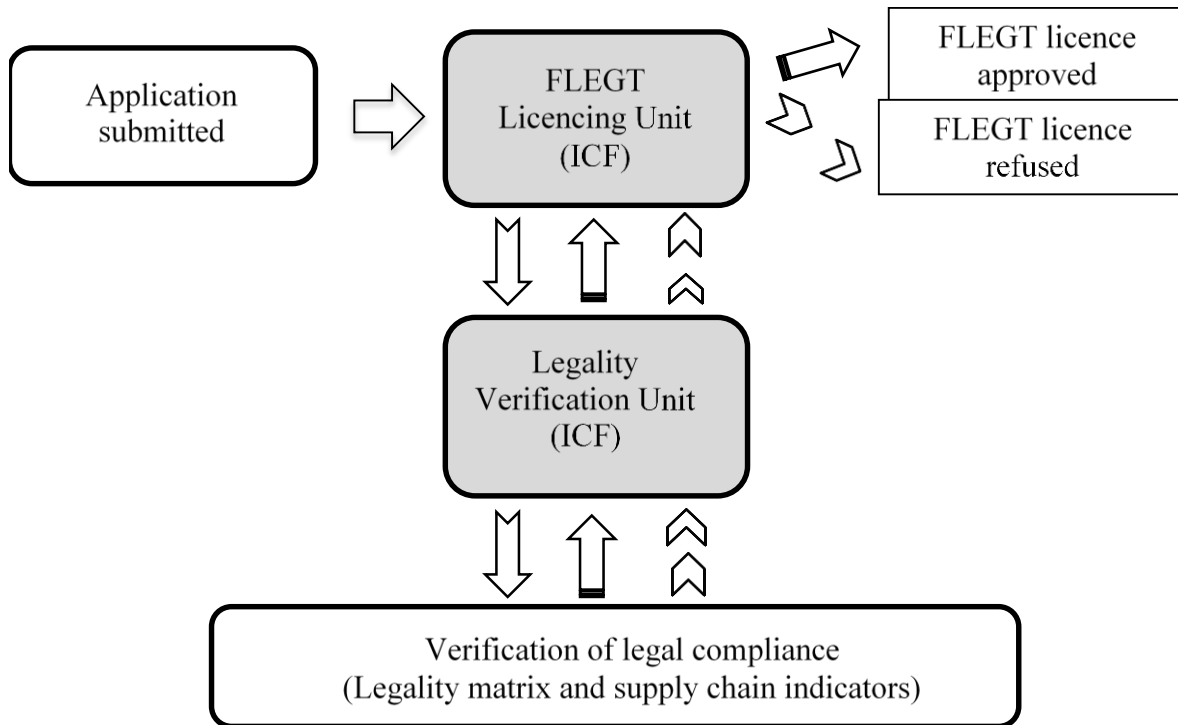 Application
submitted
FLEGT
Licencing Unit
(ICF)
FLEGT licence
approved
FLEGT licence
refused
Legality
Verification Unit
(ICF)
Verification of legal compliance
(Legality matrix and supply chain indicators)